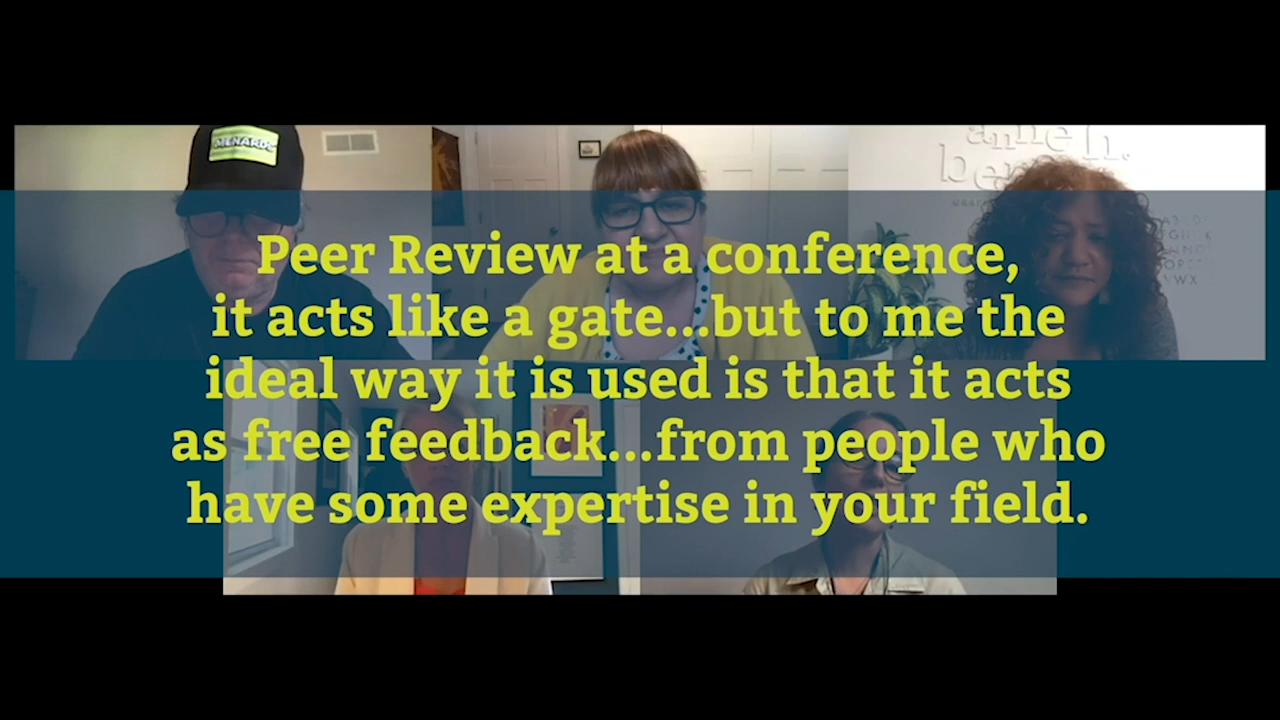 MENARDS
anne h.
Peer Review at a conference,
it acts like a gate...but to me the
ideal way it is used is that it acts
as free feedback...from people who
have some expertise in your field.